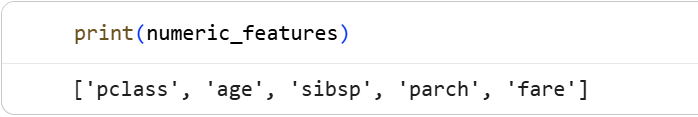 print(numeric_features)
['pclass', 'age', 'sibsp', 'parch', 'fare']